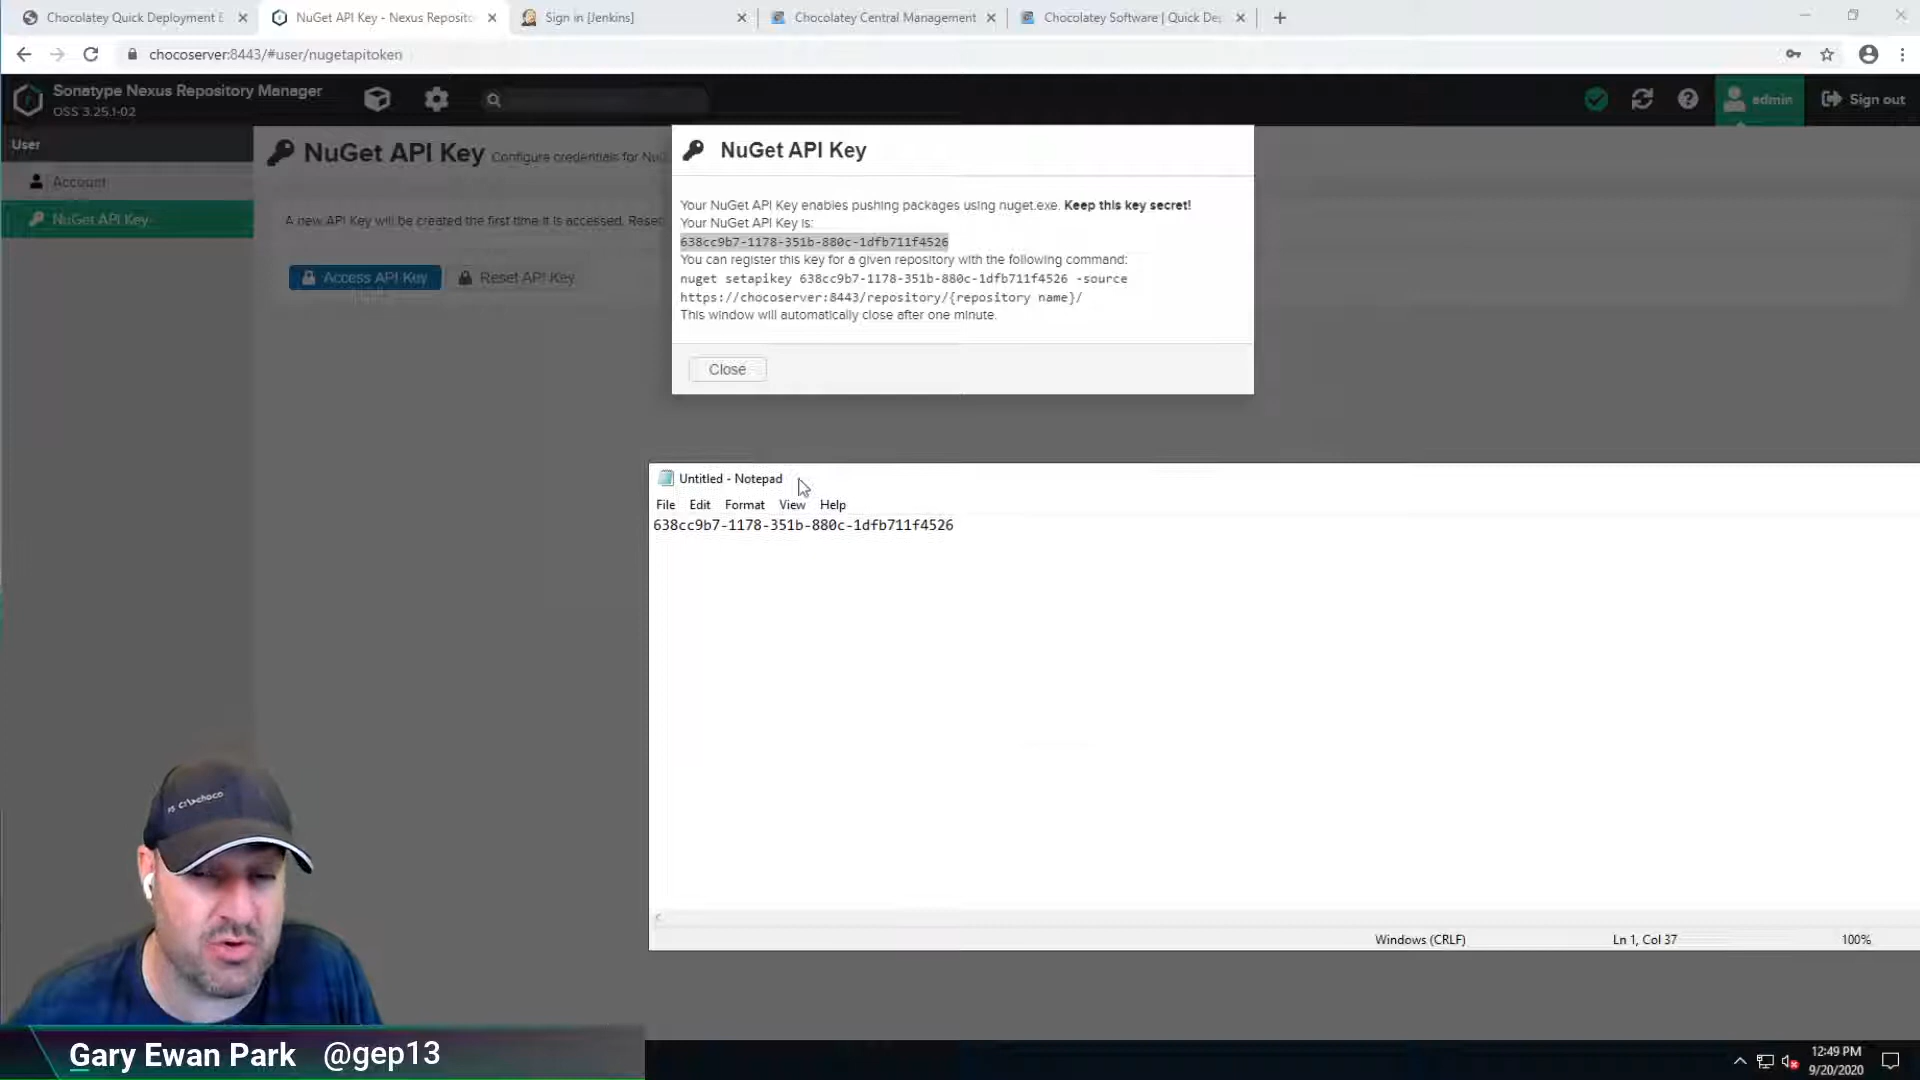 Chocolatey Quick Deployment E
NuGet API Key - Nexus Reposito
Sign in [Jenkins]
Chocolatey Central Management
Chocolatey Software | Quick De
chocoserver:8443/#user/nugetapitoken
Sonatype Nexus Repository Manager
OSS 3.25.1-02
admin
Sign out
User
Account
NuGet API Key
NuGet API Key
Configure credentials for NuG
A new API Key will be created the first time it is accessed. Reset
Access API Key
Reset API Key
NuGet API Key
Your NuGet API Key enables pushing packages using nuget.exe. Keep this key secret!
Your NuGet API Key is:
638cc9b7-1178-351b-880c-1dfb711f4526
You can register this key for a given repository with the following command:
nuget setapikey 638cc9b7-1178-351b-880c-1dfb711f4526 -source
https://chocoserver:8443/repository/{repository name}/
This window will automatically close after one minute.
Close
Untitled - Notepad
File Edit Format View Help
638cc9b7-1178-351b-880c-1dfb711f4526
Windows (CRLF)
Ln 1, Col 37
100%
PS C:\>choco
Gary Ewan Park @gep13
12:49 PM
9/20/2020